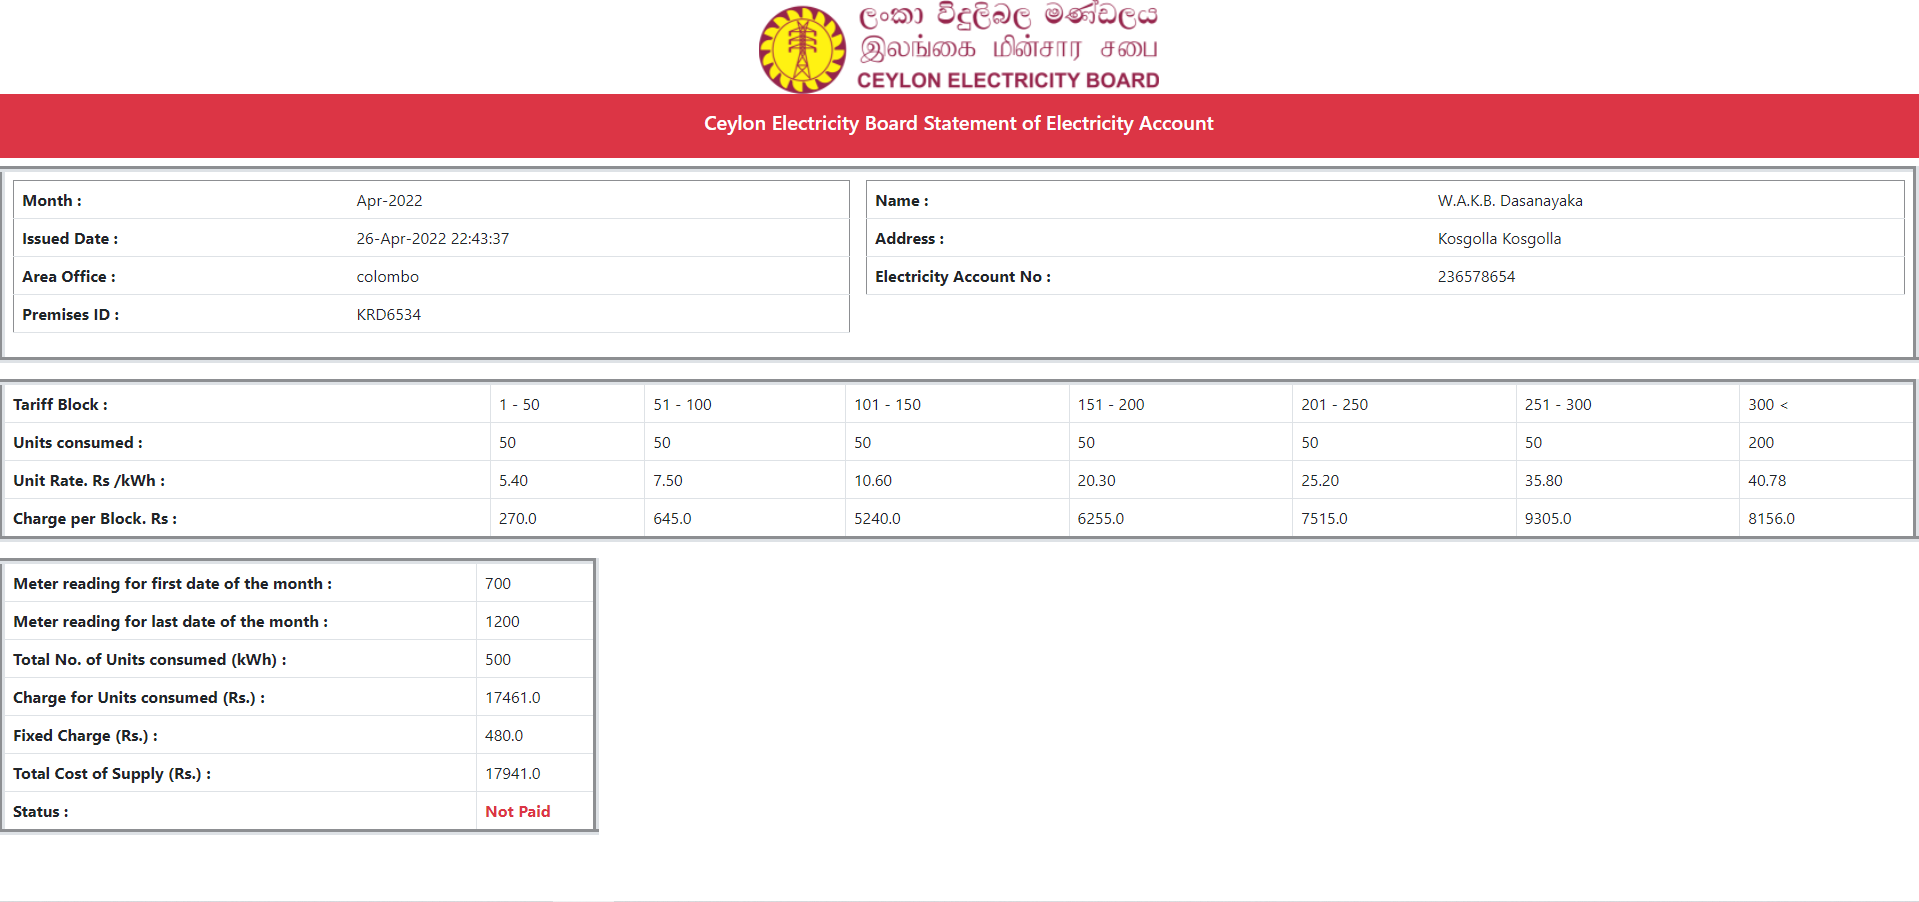 ලංකා විදුලිබල මණ්ඩලය
இலங்கை மின்சார சபை
CEYLON ELECTRICITY BOARD
Ceylon Electricity Board Statement of Electricity Account
Month : Apr-2022
Issued Date : 26-Apr-2022 22:43:37
Area Office : colombo
Premises ID : KRD6534
Name : W.A.K.B. Dasanayaka
Address : Kosgolla Kosgolla
Electricity Account No : 236578654
Tariff Block : 1 - 50 51 - 100 101 - 150 151 - 200 201 - 250 251 - 300 300 <
Units consumed : 50 50 50 50 50 50 200
Unit Rate. Rs /kWh : 5.40 7.50 10.60 20.30 25.20 35.80 40.78
Charge per Block. Rs : 270.0 645.0 5240.0 6255.0 7515.0 9305.0 8156.0
Meter reading for first date of the month : 700
Meter reading for last date of the month : 1200
Total No. of Units consumed (kWh) : 500
Charge for Units consumed (Rs.) : 17461.0
Fixed Charge (Rs.) : 480.0
Total Cost of Supply (Rs.) : 17941.0
Status : Not Paid